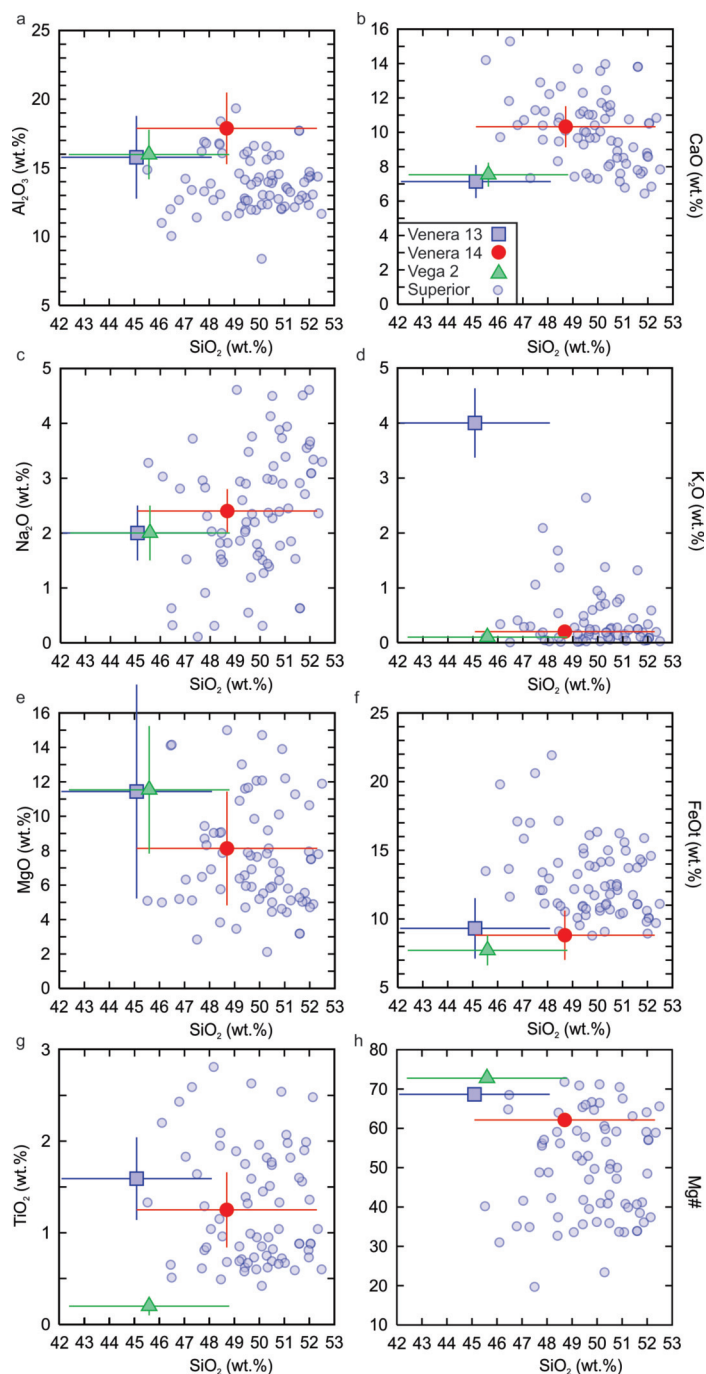 a
25
20
15
10
5
Al₂O₃ (wt.%)
42 43 44 45 46 47 48 49 50 51 52 53
SiO₂ (wt.%)
b
16
14
12
10
8
6
4
2
0
CaO (wt.%)
Venera 13
Venera 14
Vega 2
Superior
42 43 44 45 46 47 48 49 50 51 52 53
SiO₂ (wt.%)
c
5
4
3
2
1
0
Na₂O (wt.%)
42 43 44 45 46 47 48 49 50 51 52 53
SiO₂ (wt.%)
d
5
4
3
2
1
0
K₂O (wt.%)
42 43 44 45 46 47 48 49 50 51 52 53
SiO₂ (wt.%)
e
16
14
12
10
8
6
4
2
0
MgO (wt.%)
42 43 44 45 46 47 48 49 50 51 52 53
SiO₂ (wt.%)
f
25
20
15
10
5
FeOt (wt.%)
42 43 44 45 46 47 48 49 50 51 52 53
SiO₂ (wt.%)
g
3
2
1
0
TiO₂ (wt.%)
42 43 44 45 46 47 48 49 50 51 52 53
SiO₂ (wt.%)
h
80
70
60
50
40
30
20
10
Mg#
42 43 44 45 46 47 48 49 50 51 52 53
SiO₂ (wt.%)